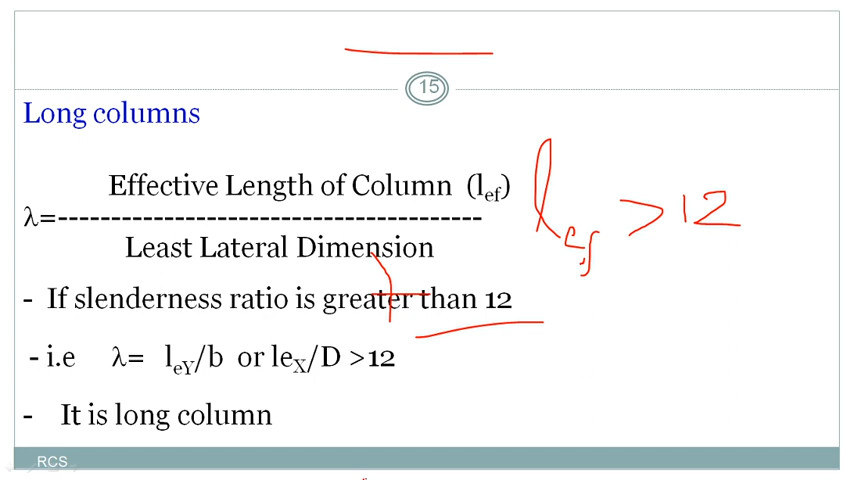 15
Long columns
Effective Length of Column (lef)
λ=----------------------------------------
Least Lateral Dimension
lef > 12
- If slenderness ratio is greater than 12
- i.e λ= leY/b or leX/D >12
- It is long column
RCS